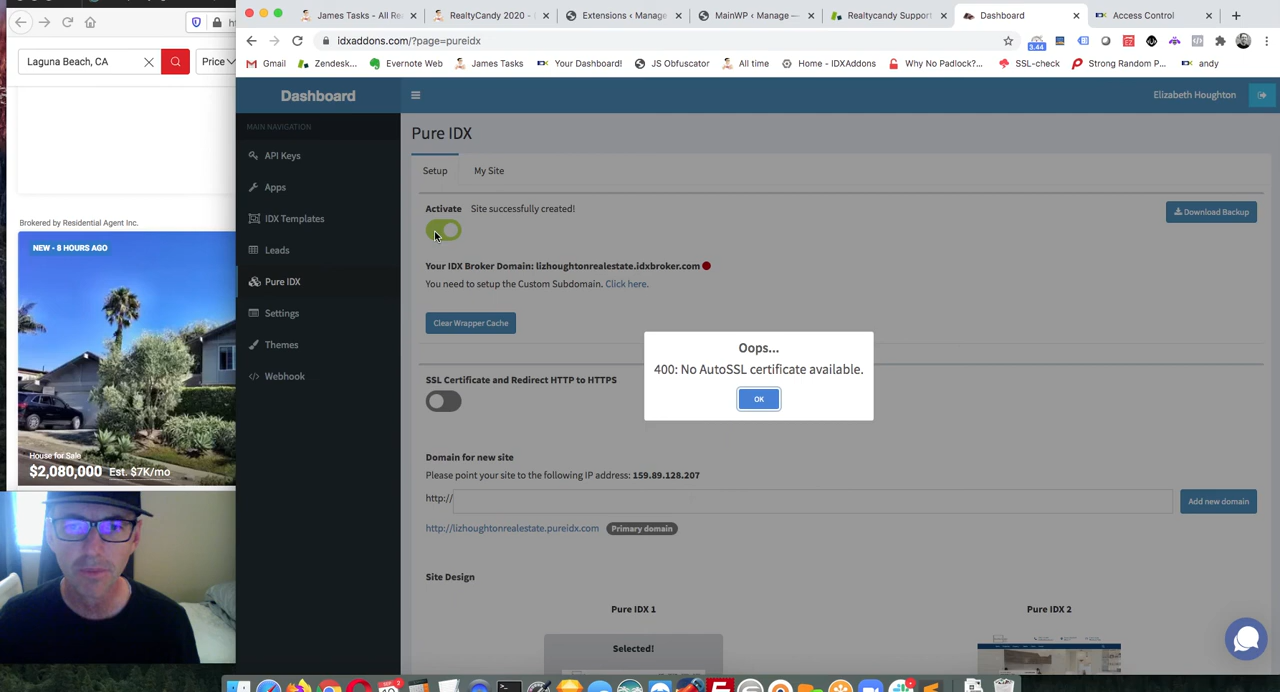 James Tasks - All Re
RealtyCandy 2020
Extensions ‹ Manage
MainWP ‹ Manage —
Realtycandy Sup
Dashboard
Access Control
idxaddons.com/?page=pureidx
3.44
Gmail
Zendesk...
Evernote Web
James Tasks
Your Dashboard!
JS Obfuscator
All time
Home - IDXAddons
Why No Padlock?...
SSL-check
Strong Random P...
andy
Laguna Beach, CA
Price
Brokered by Residential Agent Inc.
NEW - 8 HOURS AGO
House for Sale
$2,080,000 Est. $7K/mo
Dashboard
Elizabeth Houghton
MAIN NAVIGATION
API Keys
Apps
IDX Templates
Leads
Pure IDX
Settings
Themes
Webhook
Pure IDX
Setup
My Site
Activate Site successfully created!
Download Backup
Your IDX Broker Domain: lizhoughtonrealestate.idxbroker.com
You need to setup the Custom Subdomain. Click here.
Clear Wrapper Cache
Oops...
400: No AutoSSL certificate available.
OK
SSL Certificate and Redirect HTTP to HTTPS
Domain for new site
Please point your site to the following IP address: 159.89.128.207
http://
Add new domain
http://lizhoughtonrealestate.pureidx.com Primary domain
Site Design
Pure IDX 1
Pure IDX 2
Selected!